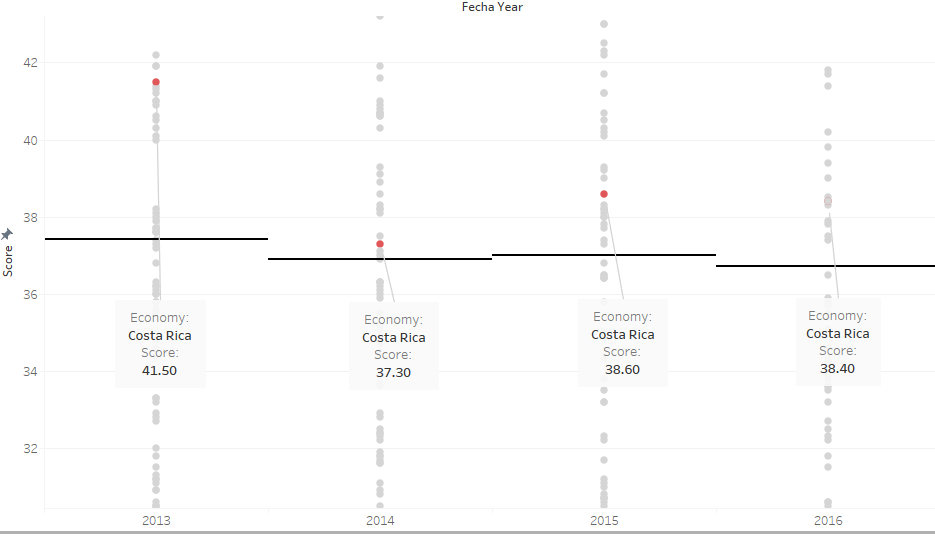 Fecha Year
42
40
38
36
34
32
Score
Economy:
Costa Rica
Score:
41.50
Economy:
Costa Rica
Score:
37.30
Economy:
Costa Rica
Score:
38.60
Economy:
Costa Rica
Score:
38.40
2013
2014
2015
2016